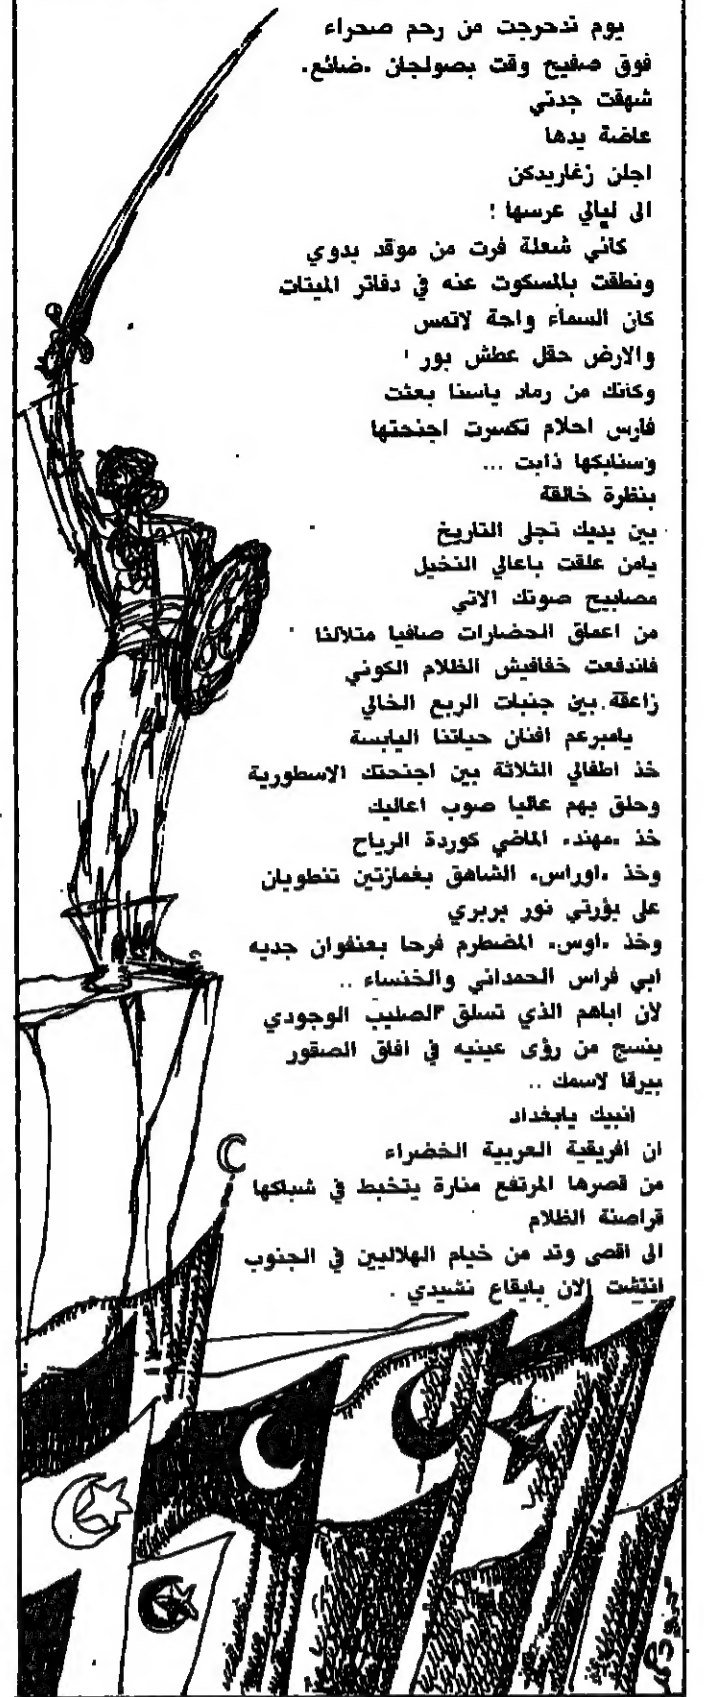 يوم تدحرجت من رحم صحراء
فوق صفيح وقت بصولجان .ضائع.
شهقت جدتي
عاضة يدها
اجلن زغاريدكن
الى ليالي عرسها !
كأني شعلة فرت من موقد بدوي
ونطقت بالمسكوت عنه في دفاتر الميتات
كان السماء واحة لاتمس
والارض حقل عطش بور
وكانك من رماد ياسنا بعثت
فارس احلام تكسرت اجنحتها
وسنابكها ذابت ...
بنظرة خالقة
بين يديك تجلى التاريخ
يامن علقت باعالي النخيل
مصابيح صوتك الاتي
من اعماق الحضارات صافيا متلالئا
فاندفعت خفافيش الظلام الكوني
زاعقة بين جنبات الربع الخالي
يامبرعم افنان حياتنا اليابسة
خذ اطفالي الثلاثة بين اجنحتك الاسطورية
وحلق بهم عاليا صوب اعاليك
خذ .مهند. الماضي كوردة الرياح
وخذ .اوراس. الشاهق بغمازتين تنطويان
على بؤرتي نور بربري
وخذ .اوس. المضطرم فرحا بعنفوان جديه
ابي فراس الحمداني والخنساء ..
لان اباهم الذي تسلق الصليب الوجودي
ينسج من رؤى عينيه في افاق الصقور
بيرقا لاسمك ..
انبيك يابغداد
ان افريقية العربية الخضراء
من قصرها المرتفع منارة يتخبط في شباكها
قراصنة الظلام
الى اقصى وتد من خيام الهلاليين في الجنوب
انتشت الان بايقاع نشيدي .